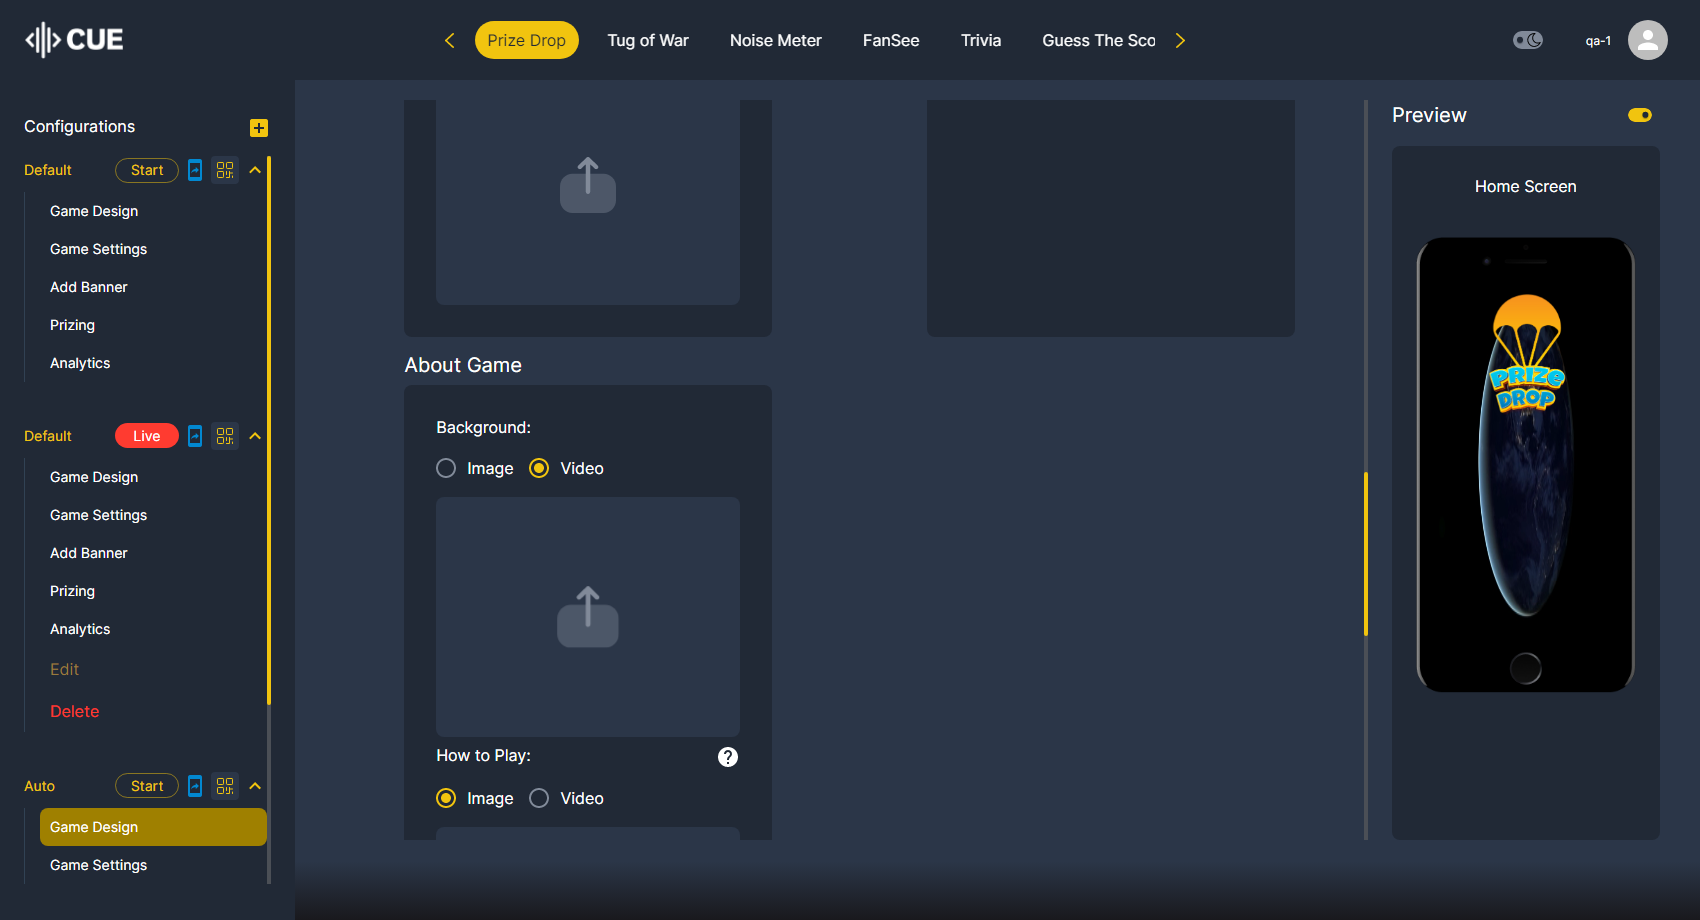 CUE
Prize Drop
Tug of War
Noise Meter
FanSee
Trivia
Guess The Sco
qa-1
Configurations
Default
Start
Game Design
Game Settings
Add Banner
Prizing
Analytics
Default
Live
Game Design
Game Settings
Add Banner
Prizing
Analytics
Edit
Delete
Auto
Start
Game Design
Game Settings
About Game
Background:
Image
Video
How to Play:
?
Image
Video
Preview
Home Screen
PRIZE
DROP